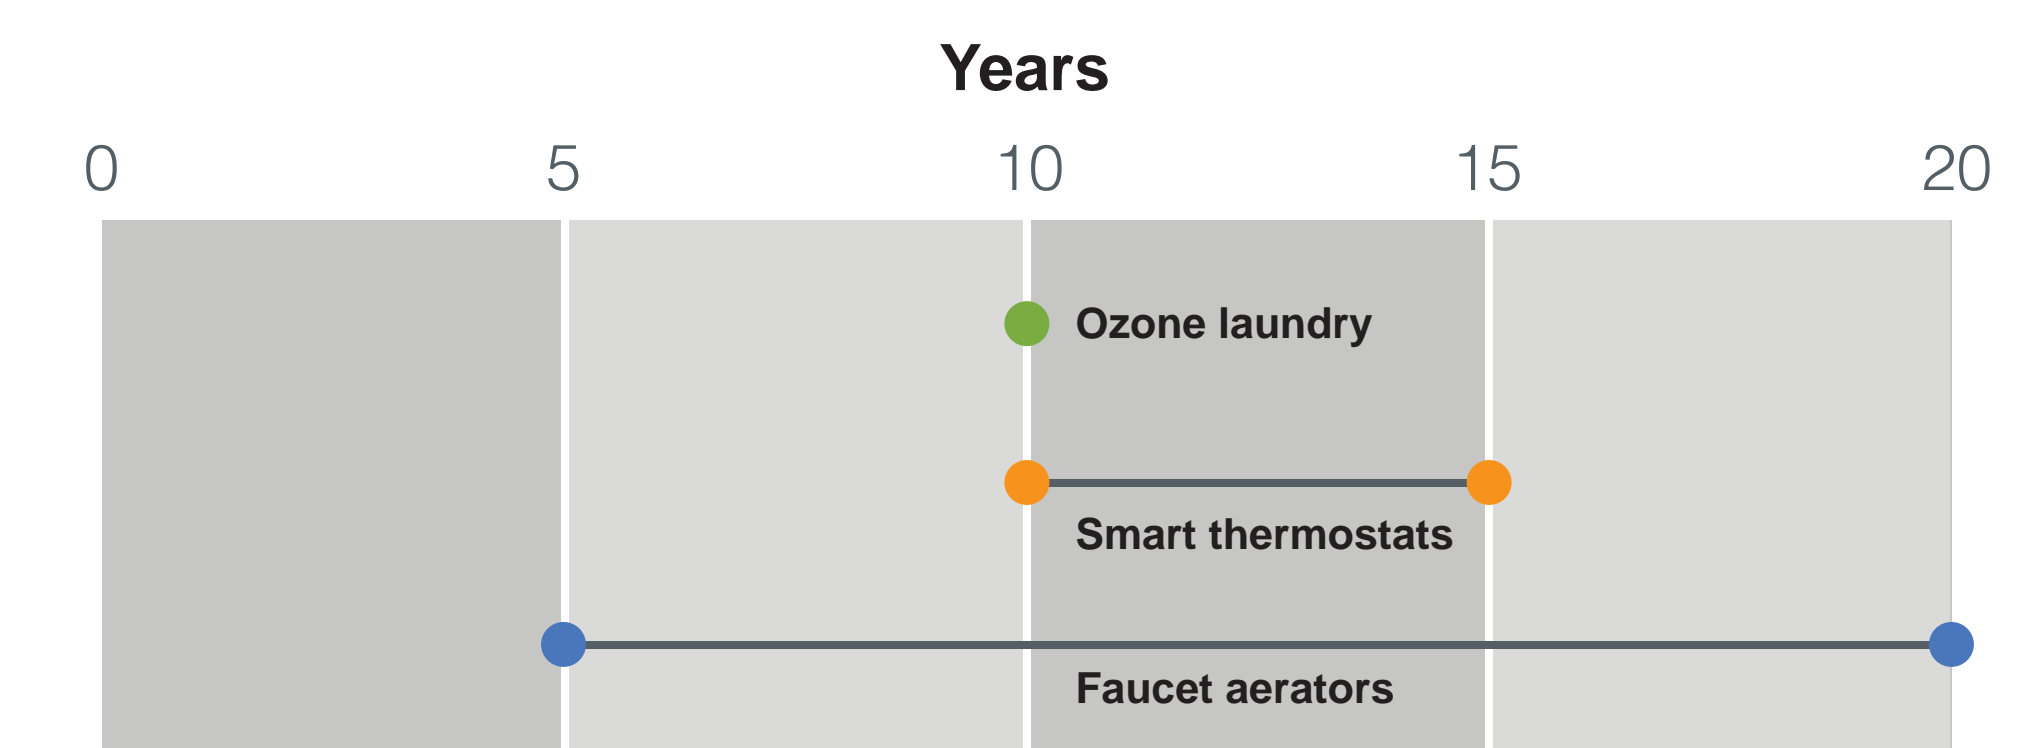 Years
0 5 10 15 20
Ozone laundry
Smart thermostats
Faucet aerators